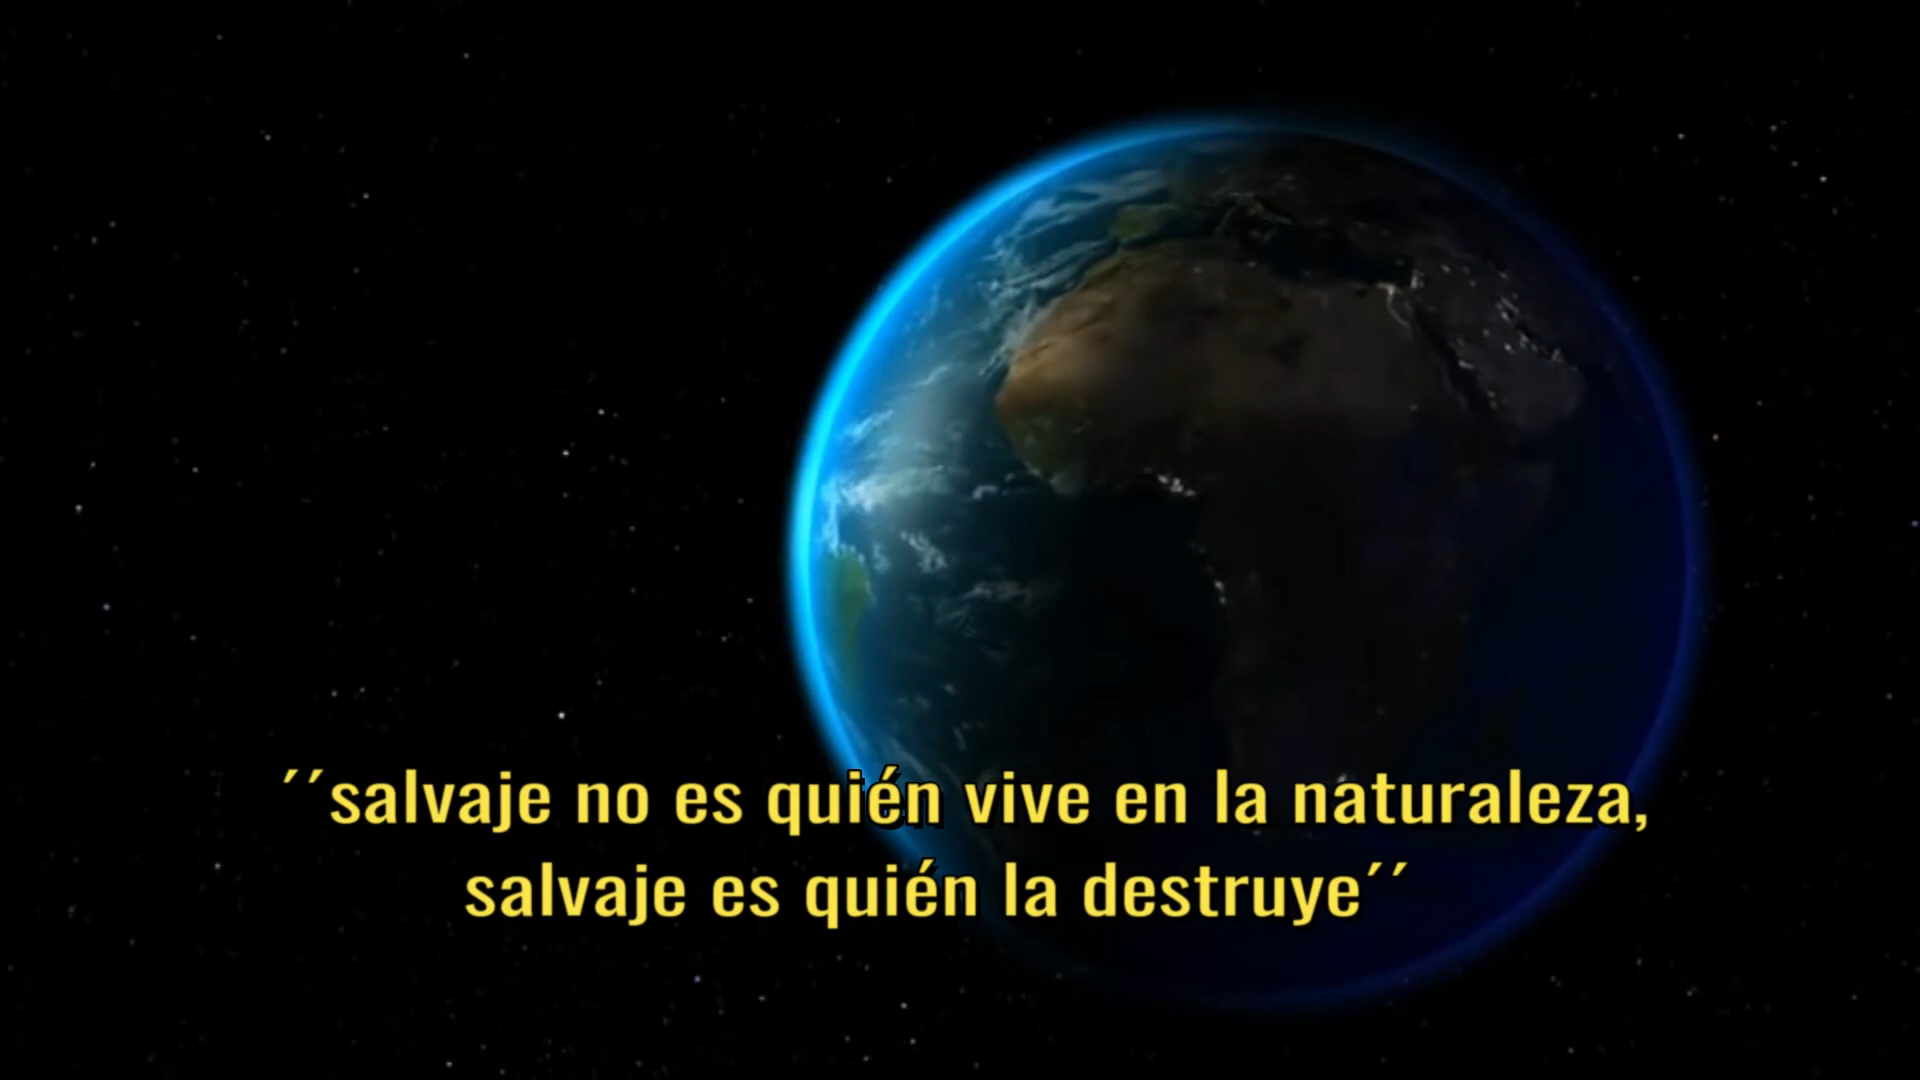 ´´salvaje no es quién vive en la naturaleza,
salvaje es quién la destruye´´